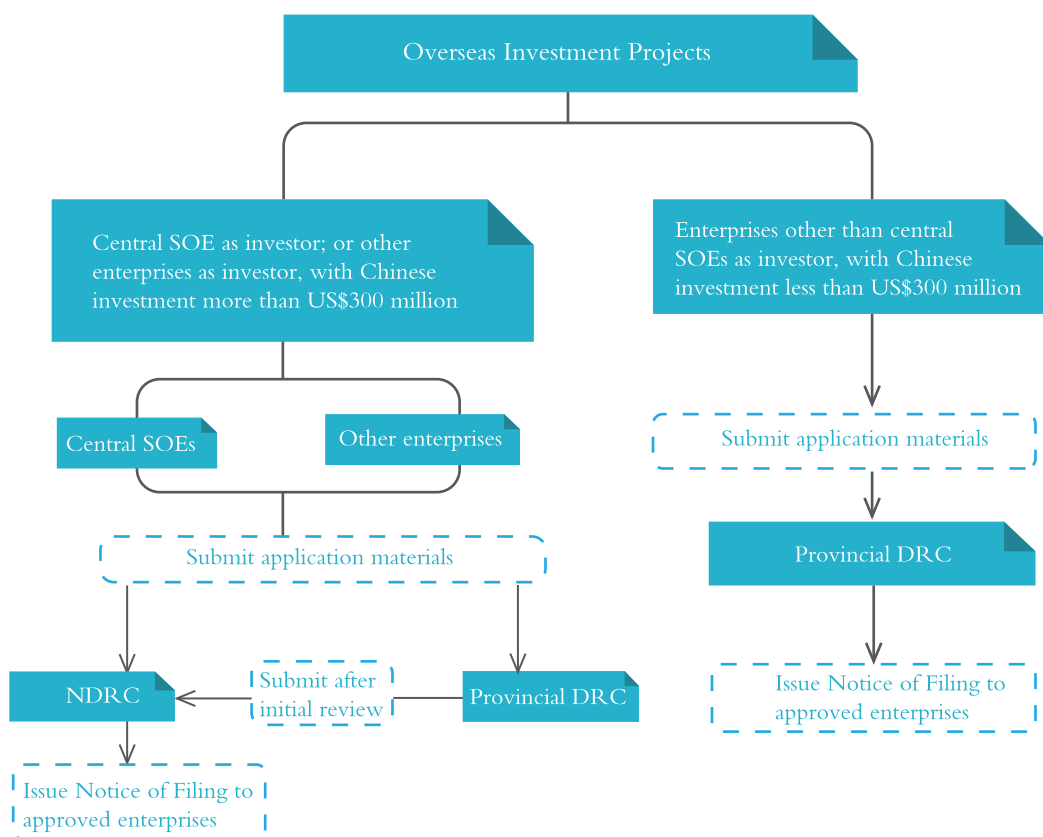 Overseas Investment Projects
Central SOE as investor; or other
enterprises as investor, with Chinese
investment more than US$300 million
Enterprises other than central
SOEs as investor, with Chinese
investment less than US$300 million
Central SOEs
Other enterprises
Submit application materials
Submit application materials
Provincial DRC
NDRC
Submit after
initial review
Provincial DRC
Issue Notice of Filing to
approved enterprises
Issue Notice of Filing to
approved enterprises